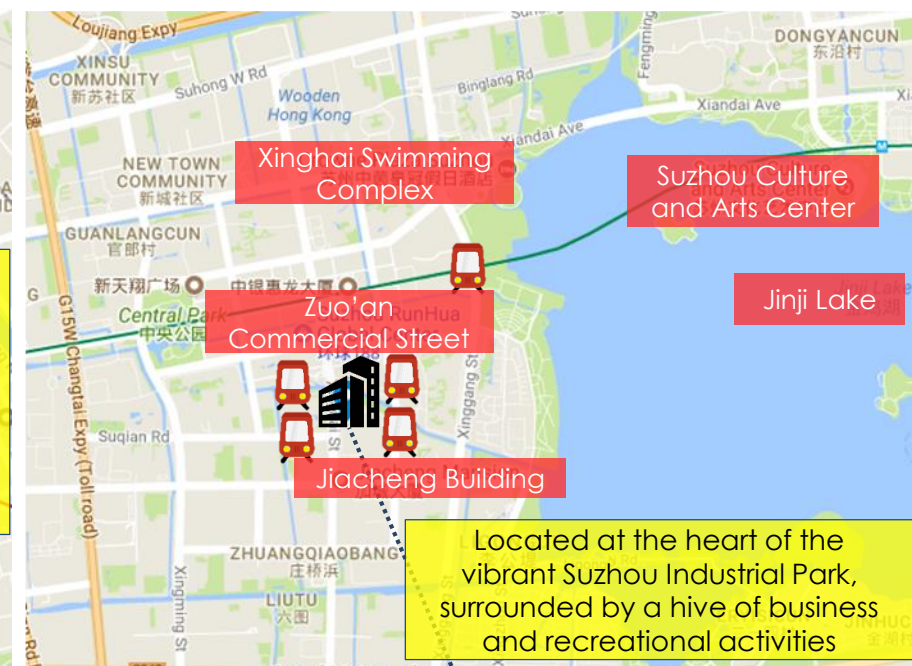 Loujiang Expy
XINSU
COMMUNITY
新苏社区
Suhong W Rd
Wooden
Hong Kong
Binglang Rd
Fengming
DONGYANCUN
东沿村
Xiandai Ave
Xiandai Ave
Xinghai Swimming
Complex
Suzhou Culture
and Arts Center
NEW TOWN
COMMUNITY
新城社区
GUANLANGCUN
官郎村
新天翔广场
中银惠龙大厦
Jinji Lake
G
Central Park
中央公园
Zuo'an
Commercial Street
G15W Changtai Expy (Toll road)
Xinggang St
Suqian Rd
Jiacheng Building
ZHUANGQIAOBANG
庄桥浜
LIUTU
六图
Xingming St
Located at the heart of the
vibrant Suzhou Industrial Park,
surrounded by a hive of business
and recreational activities